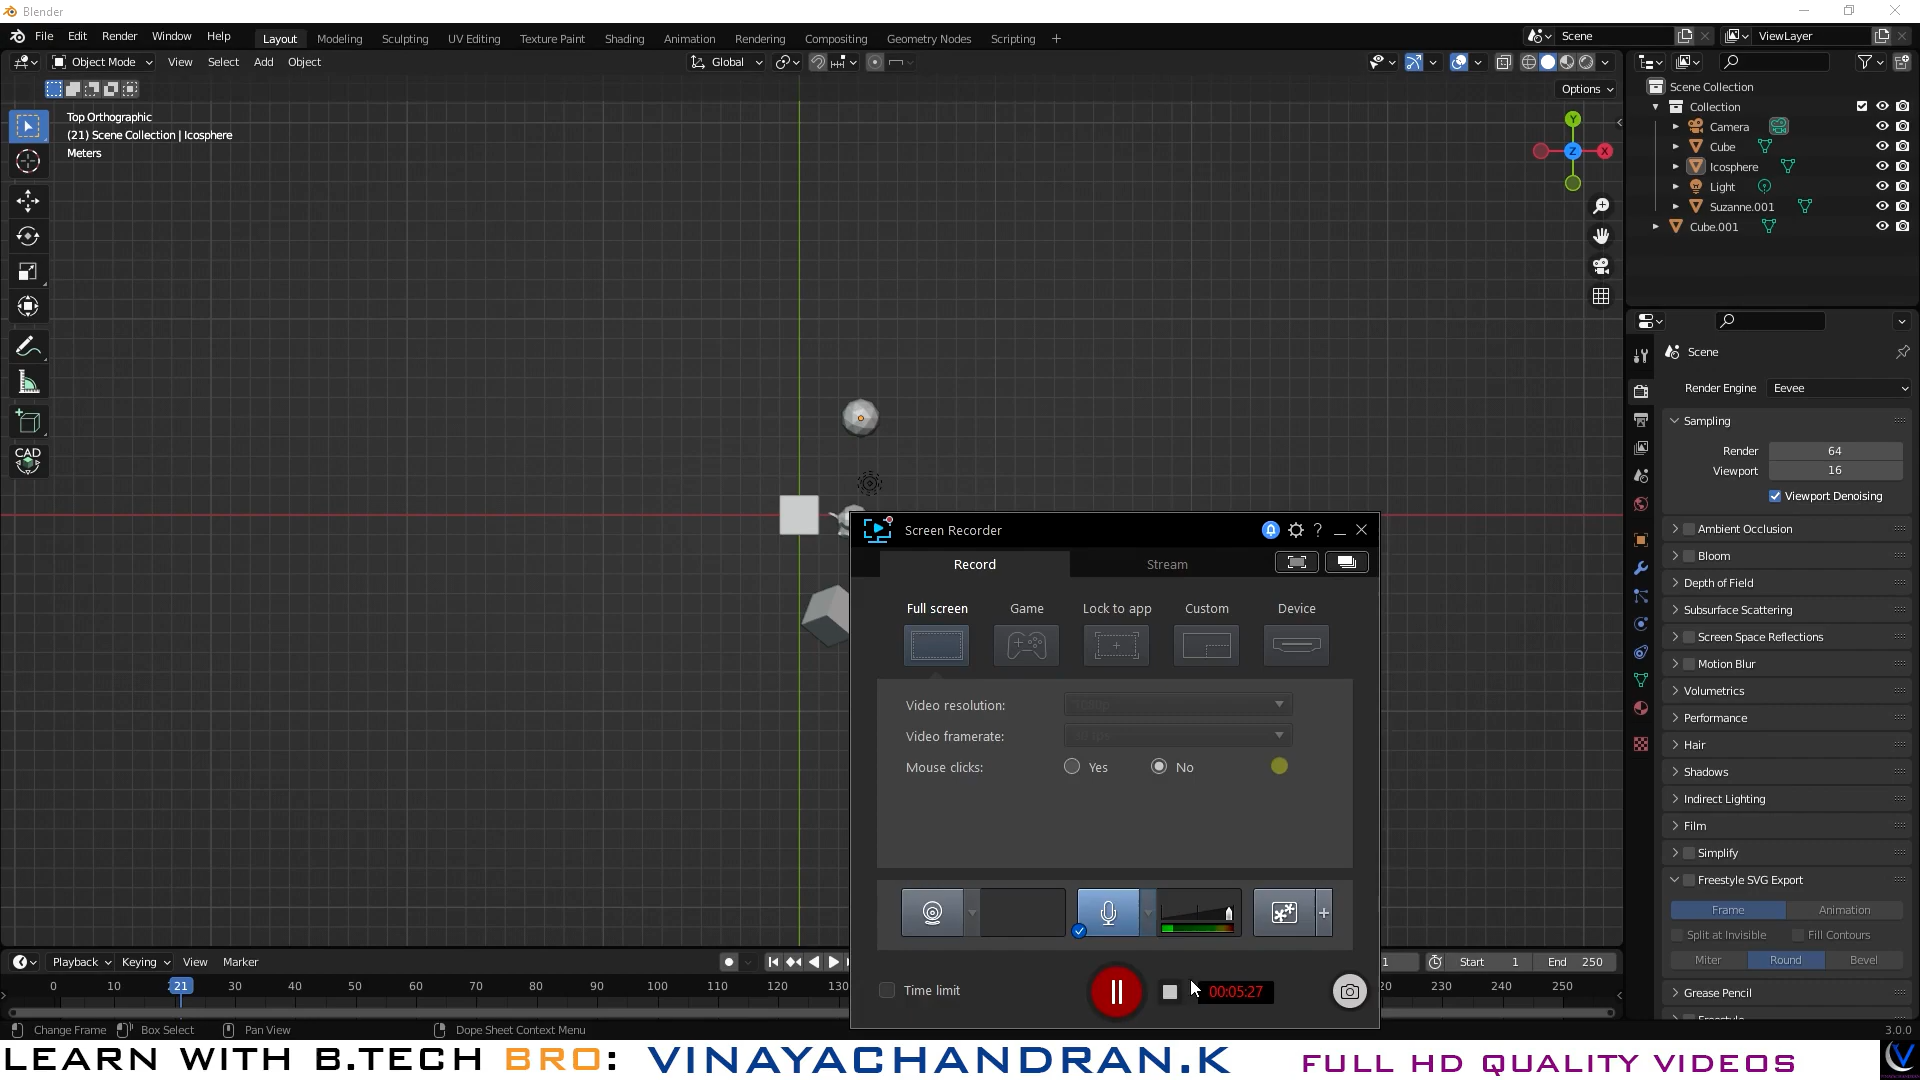 Blender
File Edit Render Window Help
Layout Modeling Sculpting UV Editing Texture Paint Shading Animation Rendering Compositing Geometry Nodes Scripting +
Scene
ViewLayer
Object Mode View Select Add Object
Global
Options
Top Orthographic
(21) Scene Collection | Icosphere
Meters
CAD
Y
X
Z
Scene Collection
Collection
Camera
Cube
Icosphere
Light
Suzanne.001
Cube.001
Scene
Render Engine Eevee
Sampling
Render 64
Viewport 16
Viewport Denoising
Ambient Occlusion
Bloom
Depth of Field
Subsurface Scattering
Screen Space Reflections
Motion Blur
Volumetrics
Performance
Hair
Shadows
Indirect Lighting
Film
Simplify
Freestyle SVG Export
Frame Animation
Split at Invisible Fill Contours
Miter Round Bevel
Grease Pencil
Screen Recorder
Record Stream
Full screen Game Lock to app Custom Device
Video resolution:
Video framerate:
Mouse clicks: Yes No
Time limit 00:05:27
Playback Keying View Marker
1 Start 1 End 250
0 21 30 40 50 60 70 80 90 100 110 120 130 220 230 240 250
Change Frame Box Select Pan View Dope Sheet Context Menu
3.0.0
LEARN WITH B.TECH BRO: VINAYACHANDRAN.K FULL HD QUALITY VIDEOS